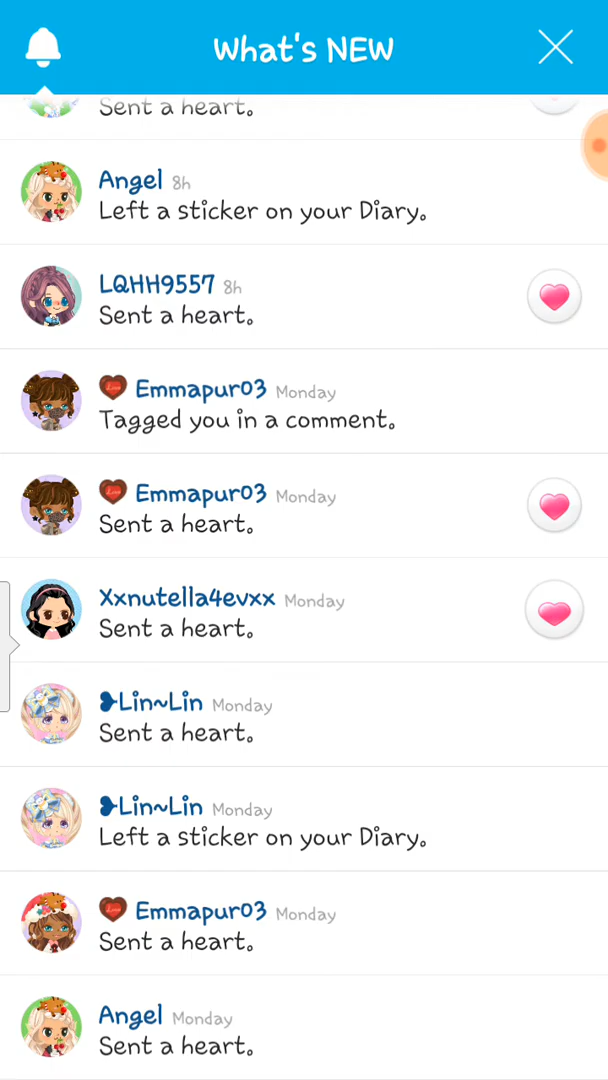 What's NEW
Sent a heart.
Angel 8h
Left a sticker on your Diary.
LQHH9557 8h
Sent a heart.
Emmapur03 Monday
Tagged you in a comment.
Emmapur03 Monday
Sent a heart.
Xxnutella4evxx Monday
Sent a heart.
❥Lin~Lin Monday
Sent a heart.
❥Lin~Lin Monday
Left a sticker on your Diary.
Emmapur03 Monday
Sent a heart.
Angel Monday
Sent a heart.